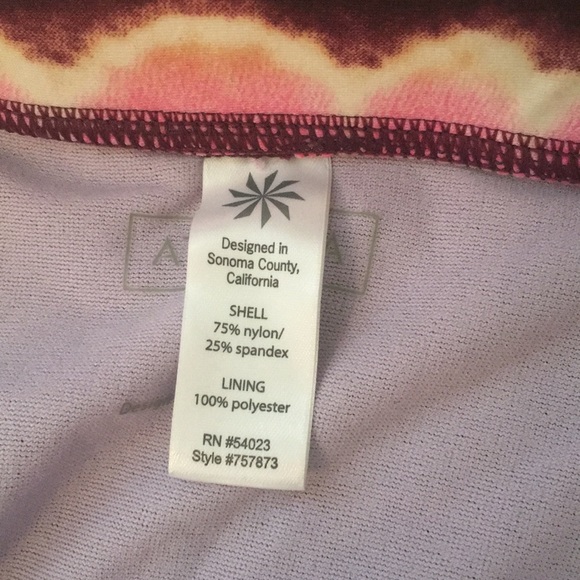 Designed in
Sonoma County,
California
SHELL
75% nylon/
25% spandex
LINING
100% polyester
RN #54023
Style #757873